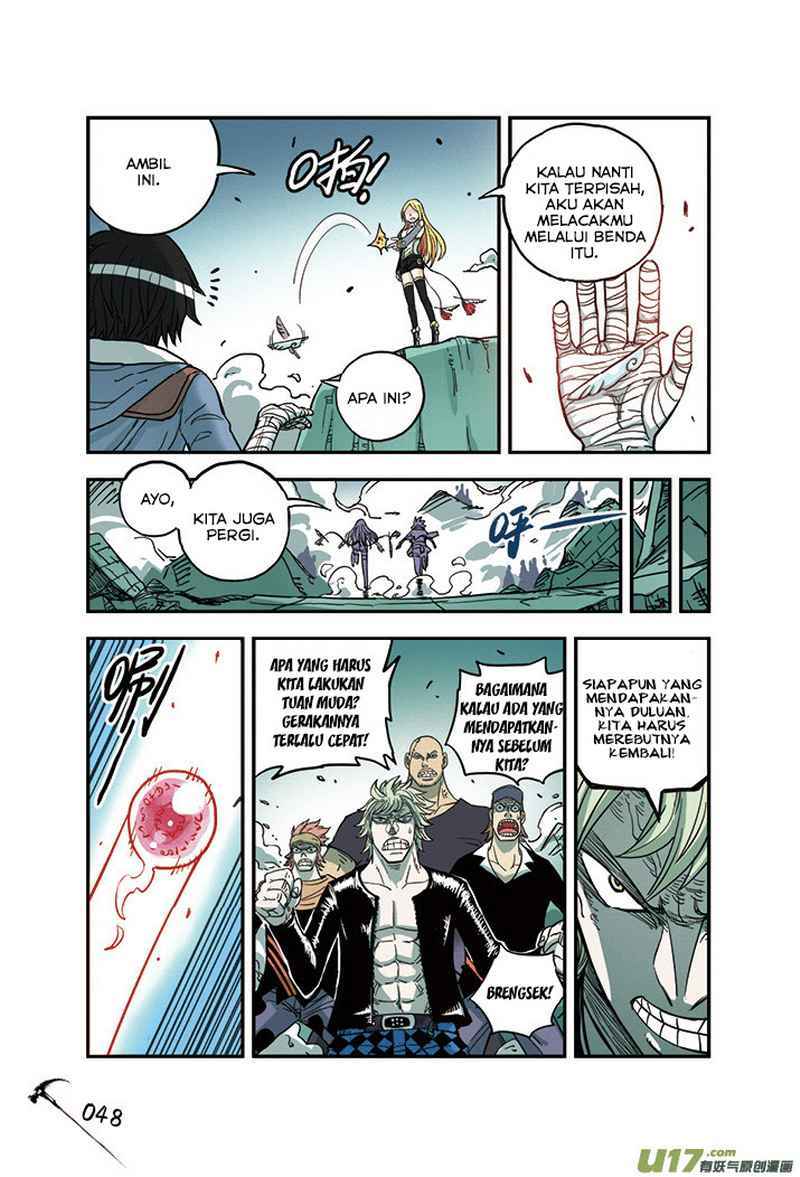 AMBIL
INI.
啪!
APA INI?
KALAU NANTI
KITA TERPISAH,
AKU AKAN
MELACAKMU
MELALUI BENDA
ITU.
AYO,
KITA JUGA
PERGI.
呼
APA YANG HARUS
KITA LAKUKAN
TUAN MUDA?
GERAKANNYA
TERLALU CEPAT!
BAGAIMANA
KALAU ADA YANG
MENDAPATKAN-
NYA SEBELUM
KITA?
BRENGSEK!
SIAPAPUN YANG
MENDAPAKAN-
NYA DULUAN,
KITA HARUS
MEREBUTNYA
KEMBALI!
048
U17.com
有妖气原创漫画